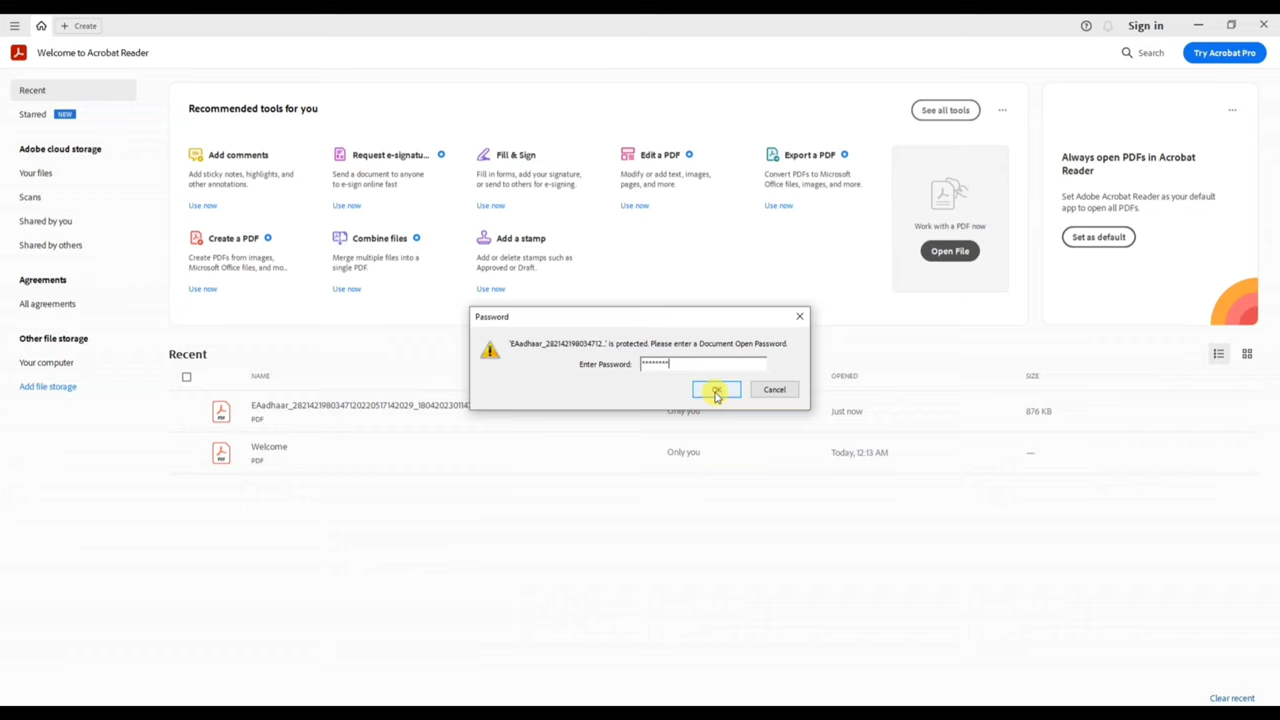 Create
Sign in
Welcome to Acrobat Reader
Search
Try Acrobat Pro
Recent
Starred NEW
Adobe cloud storage
Your files
Scans
Shared by you
Shared by others
Agreements
All agreements
Other file storage
Your computer
Add file storage
Recommended tools for you
See all tools
Add comments
Add sticky notes, highlights, and
other annotations.
Use now
Request e-signatu...
Send a document to anyone
to e-sign online fast
Use now
Fill & Sign
Fill in forms, add your signature,
or send to others for e-signing.
Use now
Edit a PDF
Modify or add text, images,
pages, and more.
Use now
Export a PDF
Convert PDFs to Microsoft
Office files, images, and more.
Use now
Create a PDF
Create PDFs from images,
Microsoft Office files, and mo...
Use now
Combine files
Merge multiple files into a
single PDF.
Use now
Add a stamp
Add or delete stamps such as
Approved or Draft.
Use now
Work with a PDF now
Open File
Always open PDFs in Acrobat
Reader
Set Adobe Acrobat Reader as your default
app to open all PDFs.
Set as default
Password
'EAadhaar_282142198034712...' is protected. Please enter a Document Open Password.
Enter Password: ********
OK
Cancel
Recent
NAME
OPENED
SIZE
EAadhaar_2821421980347120220517142029_1804202301147
PDF
Only you
Just now
876 KB
Welcome
PDF
Only you
Today, 12:13 AM
—
Clear recent